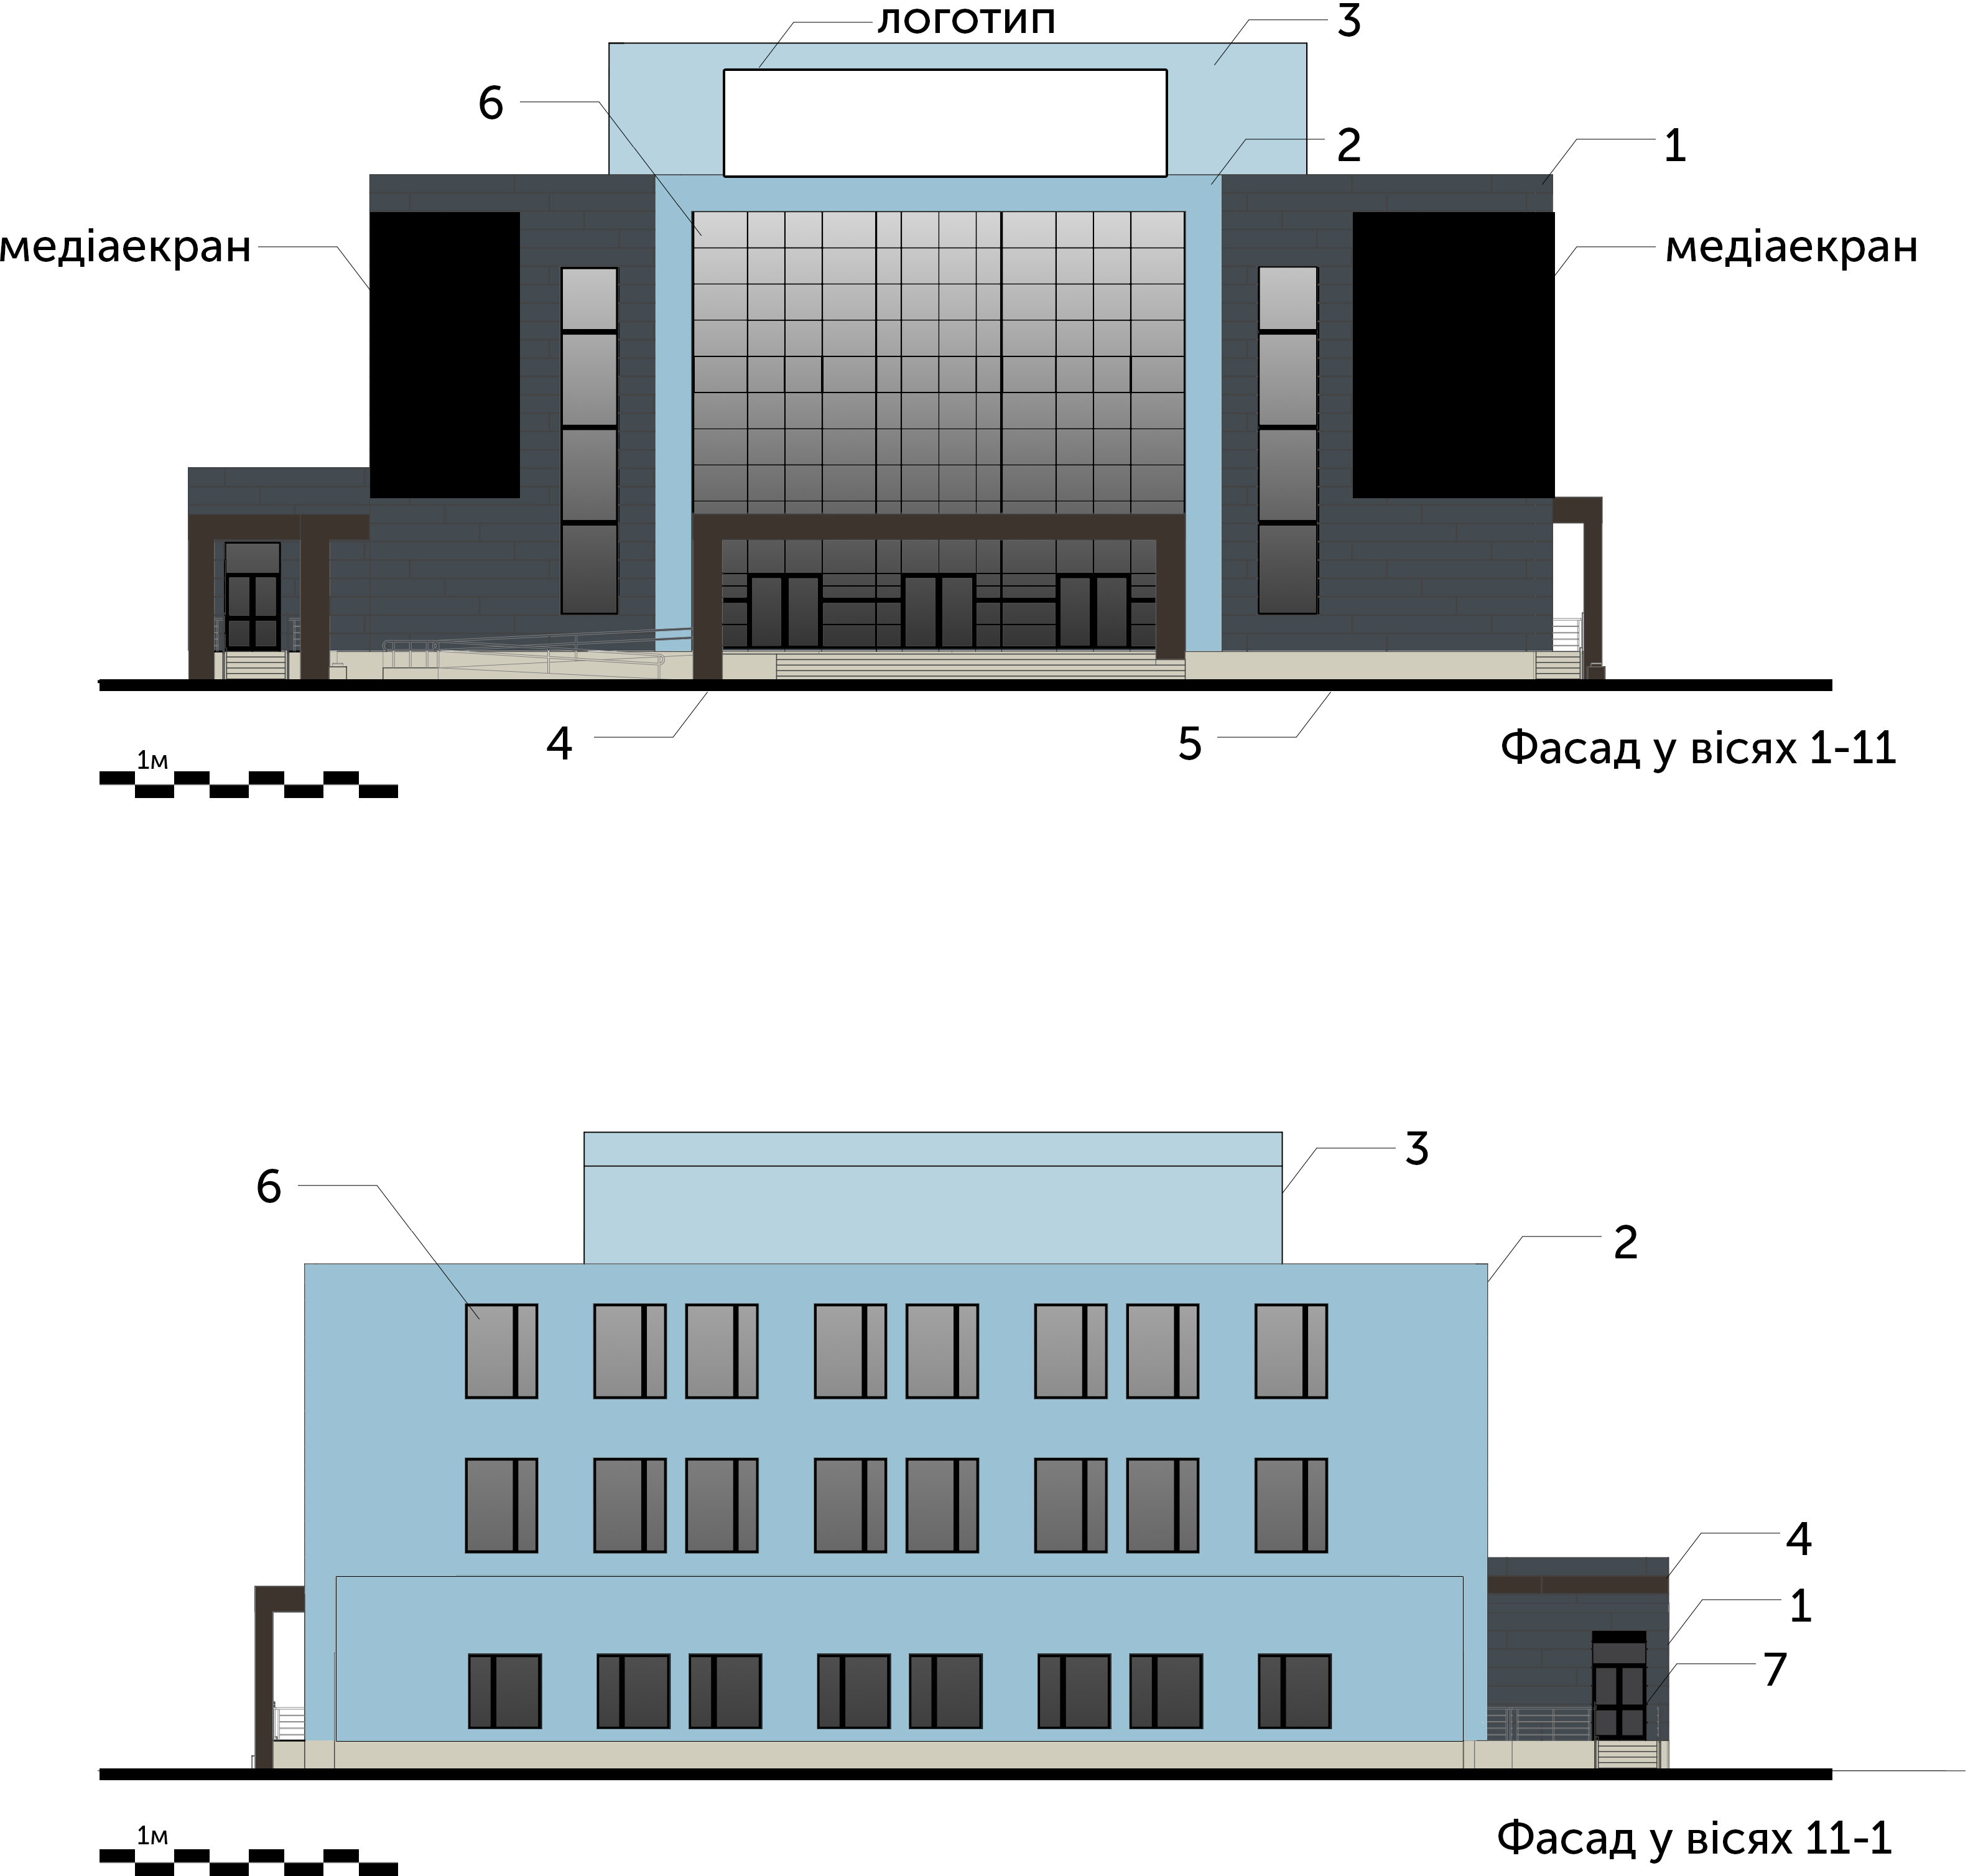 логотип
3
6
2
1
медіаекран
медіаекран
4
5
Фасад у вісях 1-11
1м
3
6
2
4
1
7
1м
Фасад у вісях 11-1